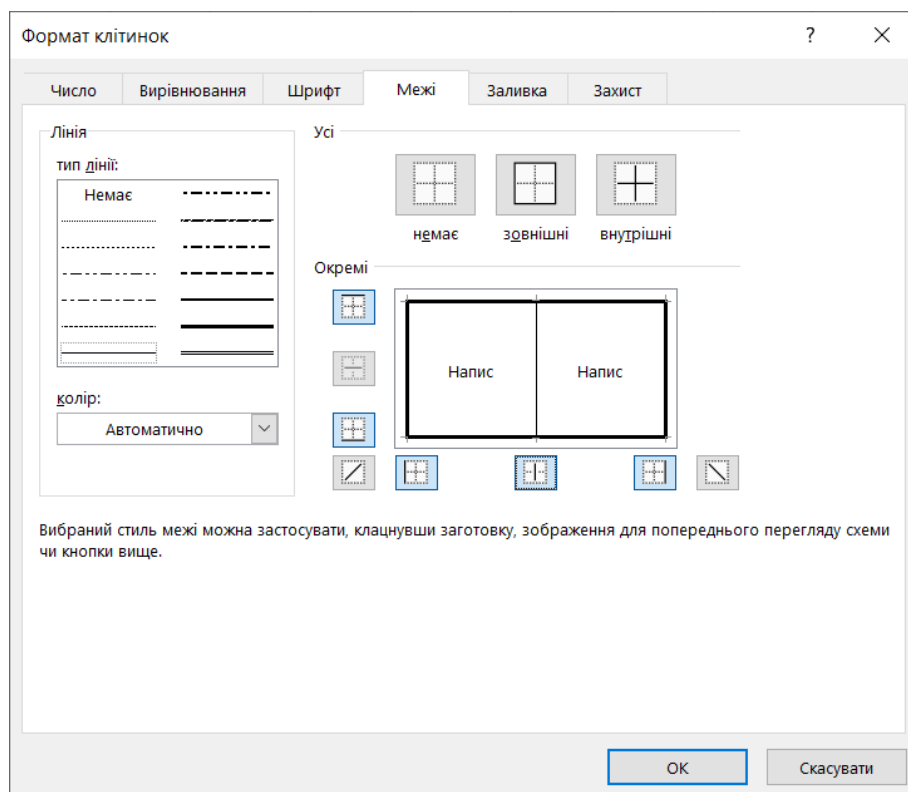 Формат клітинок
?
Число Вирівнювання Шрифт Межі Заливка Захист
Лінія
тип лінії:
Немає
колір:
Автоматично
Усі
немає зовнішні внутрішні
Окремі
Напис Напис
Вибраний стиль межі можна застосувати, клацнувши заготовку, зображення для попереднього перегляду схеми
чи кнопки вище.
ОК Скасувати